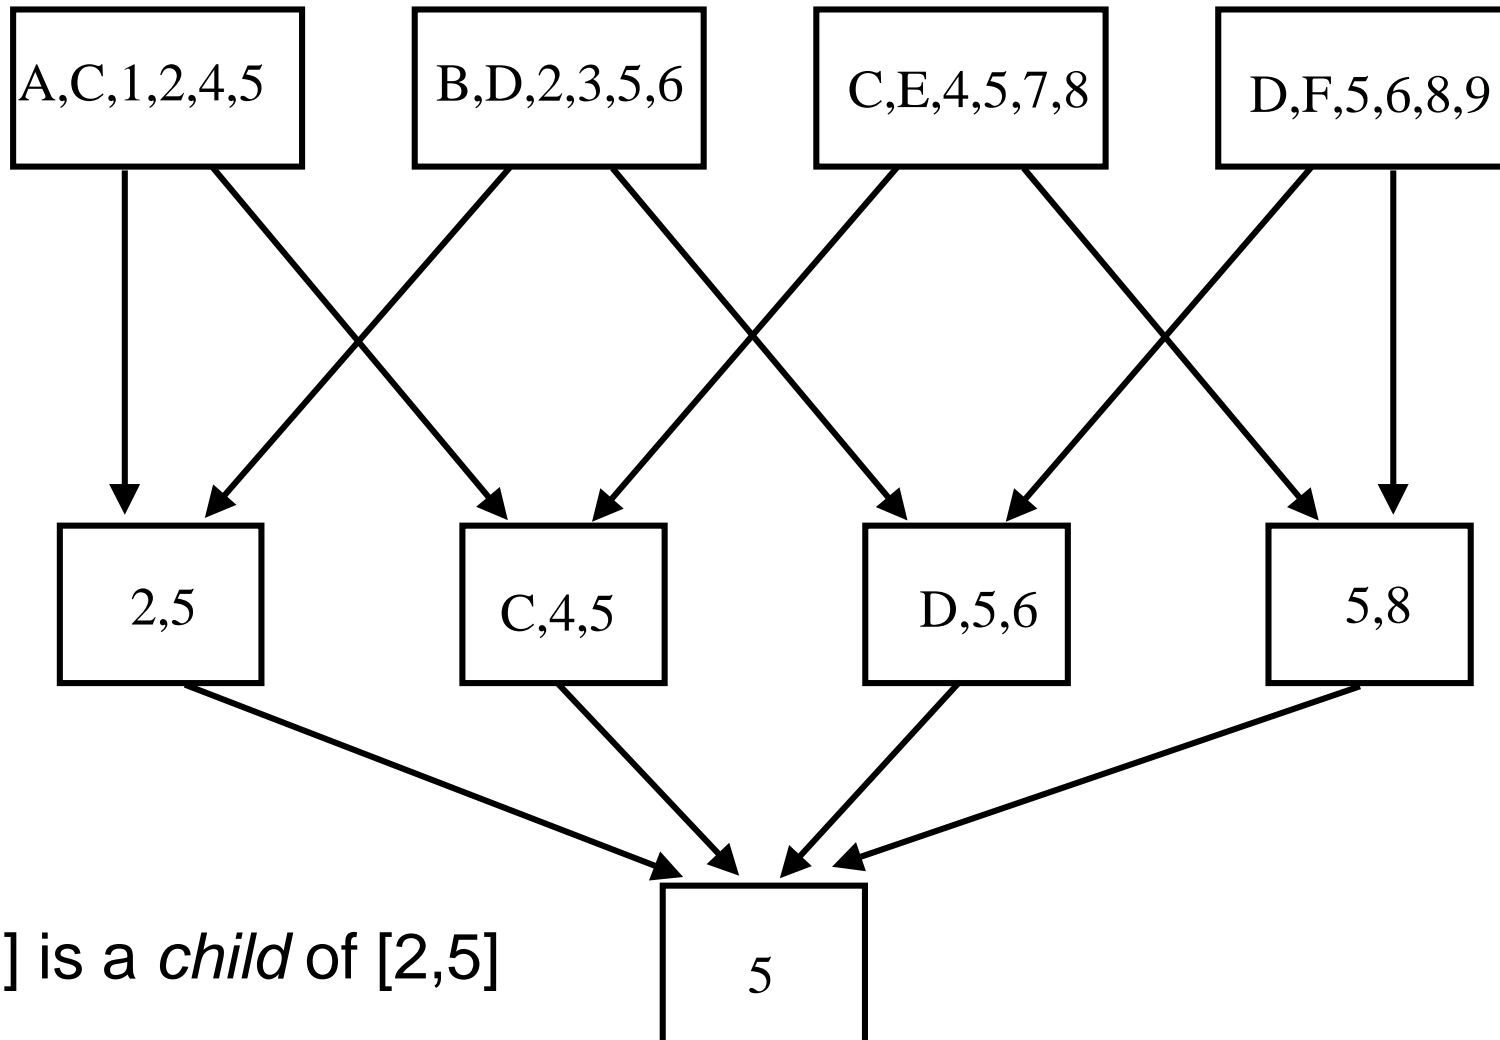 A,C,1,2,4,5
B,D,2,3,5,6
C,E,4,5,7,8
D,F,5,6,8,9
2,5
C,4,5
D,5,6
5,8
] is a child of [2,5]
5